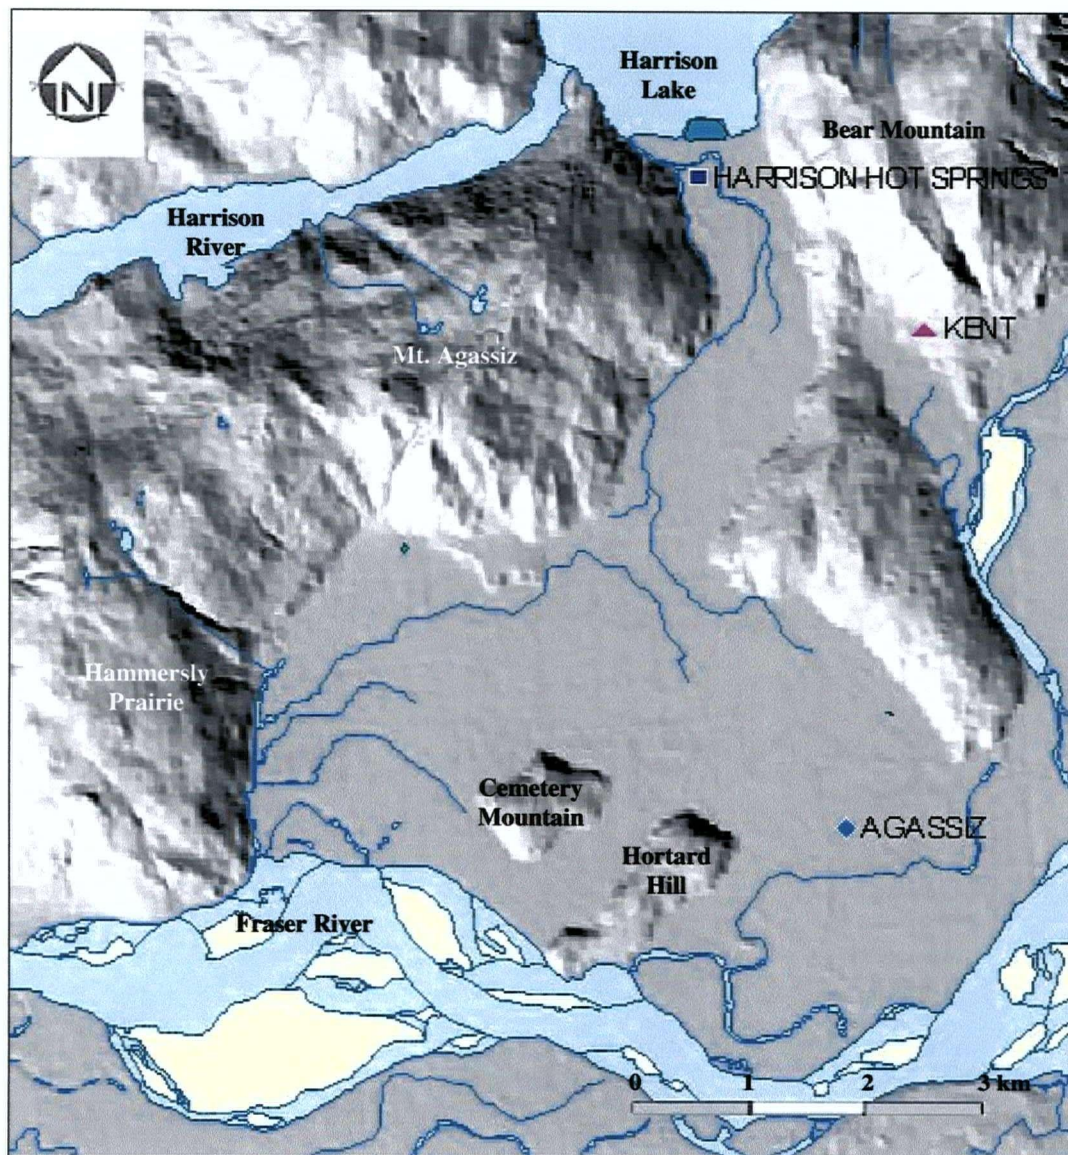 N
Harrison
Lake
Bear Mountain
HARRISON HOT SPRINGS
Harrison
River
KENT
Mt. Agassiz
Hammersly
Prairie
Cemetery
Mountain
AGASSIZ
Hortard
Hill
Fraser River
0 1 2 3 km